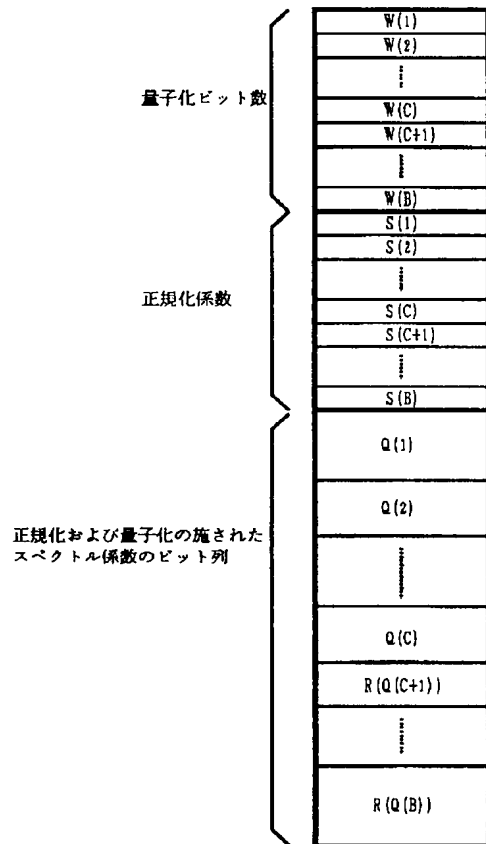 量子化ビット数
W(1)
W(2)
W(C)
W(C+1)
W(B)
正規化係数
S(1)
S(2)
S(C)
S(C+1)
S(B)
正規化および量子化の施された
スペクトル係数のビット列
Q(1)
Q(2)
Q(C)
R(Q(C+1))
R(Q(B))